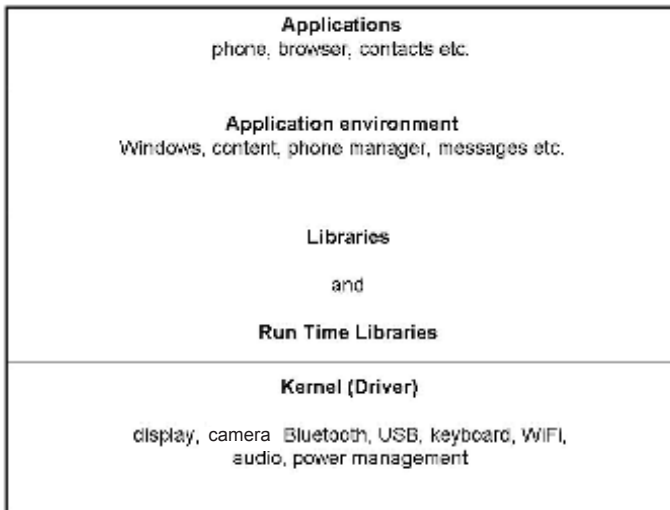 Applications
phone, browser, contacts etc.
Application environment
Windows, content, phone manager, messages etc.
Libraries
and
Run Time Libraries
Kernel (Driver)
display, camera Bluetooth, USB, keyboard, WiFi,
audio, power management